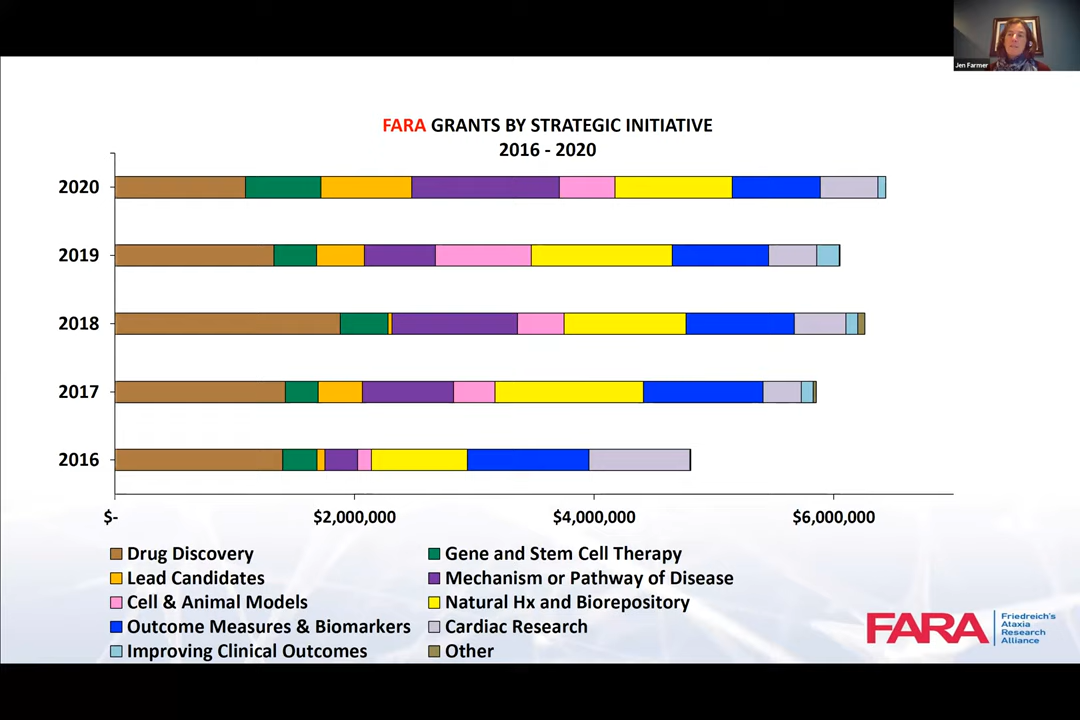 Jen Farmer
FARA GRANTS BY STRATEGIC INITIATIVE
2016 - 2020
2020
2019
2018
2017
2016
$- $2,000,000 $4,000,000 $6,000,000
Drug Discovery Gene and Stem Cell Therapy
Lead Candidates Mechanism or Pathway of Disease
Cell & Animal Models Natural Hx and Biorepository
Outcome Measures & Biomarkers Cardiac Research
Improving Clinical Outcomes Other
FARA
Friedreich's
Ataxia
Research
Alliance